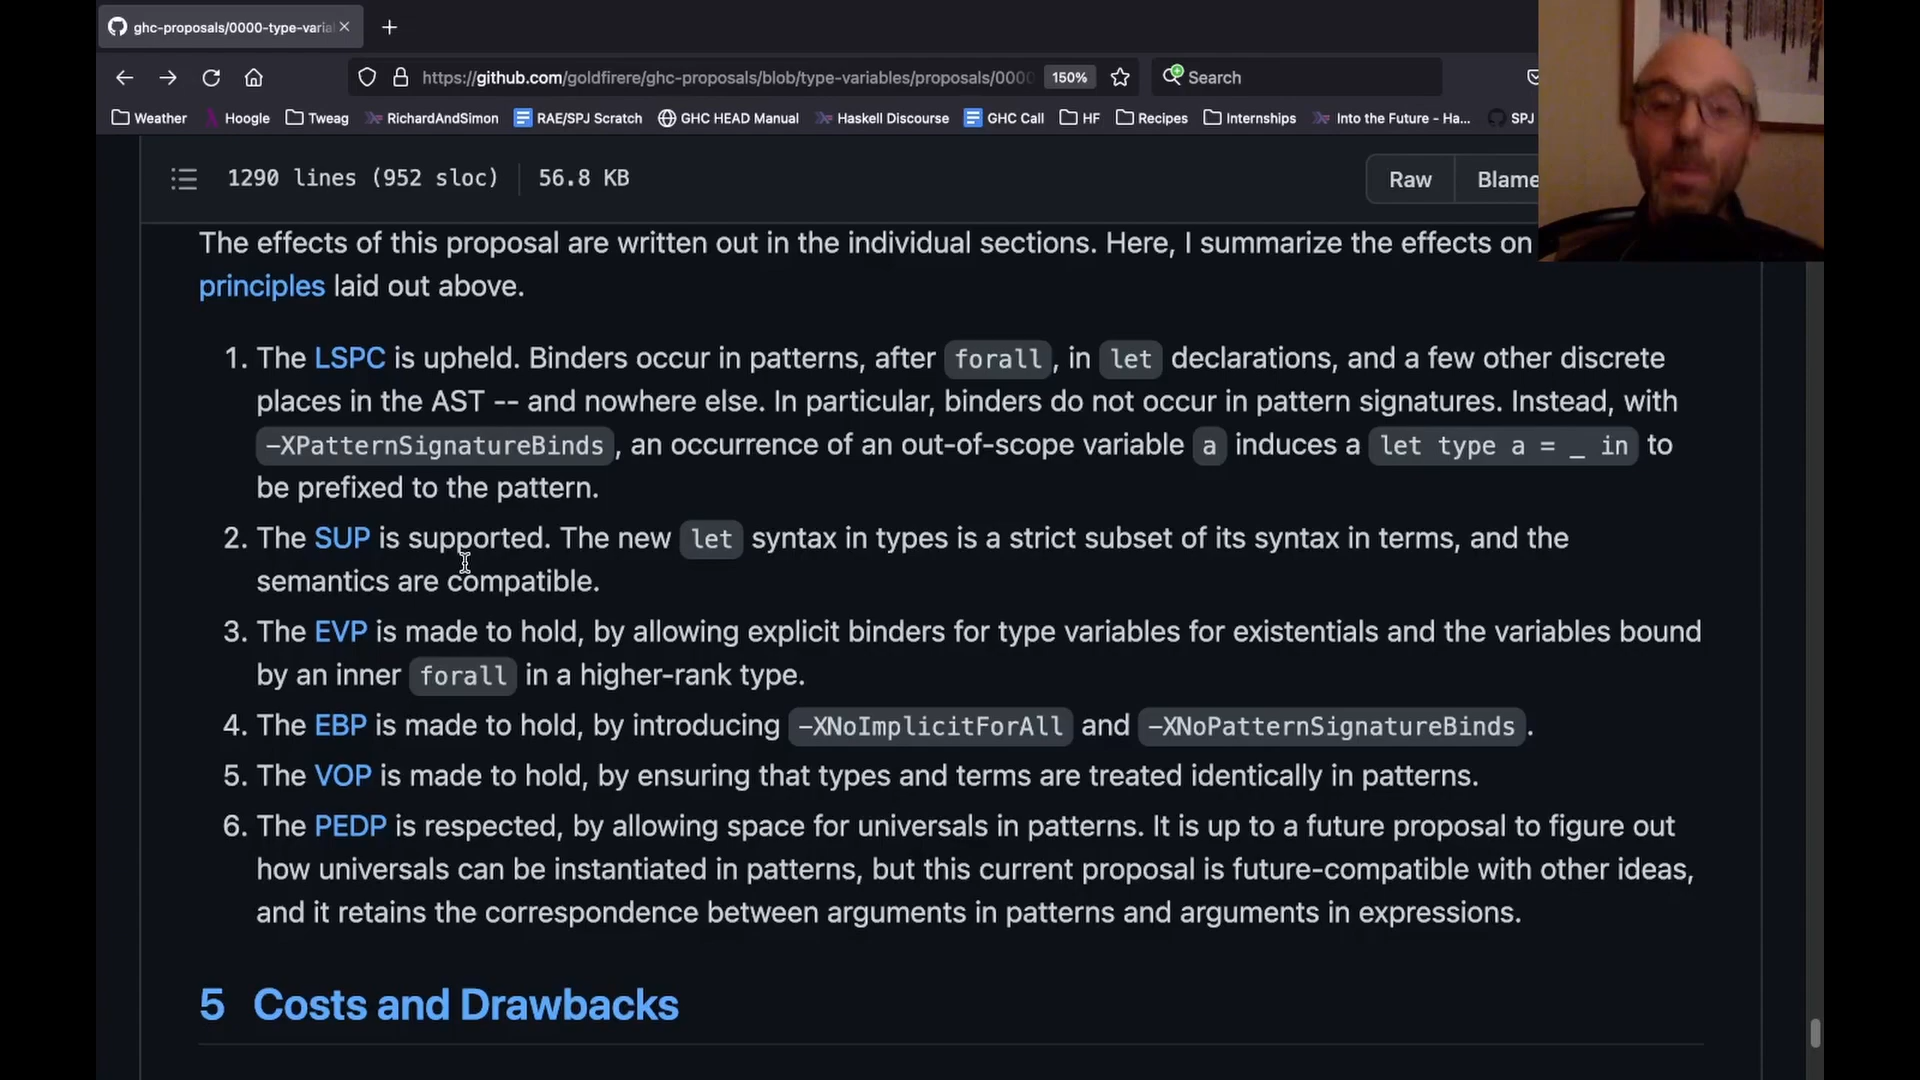 ghc-proposals/0000-type-varia
https://github.com/goldfirere/ghc-proposals/blob/type-variables/proposals/0000
150%
Search
Weather
Hoogle
Tweag
RichardAndSimon
RAE/SPJ Scratch
GHC HEAD Manual
Haskell Discourse
GHC Call
HF
Recipes
Internships
Into the Future - Ha...
SPJ
1290 lines (952 sloc)
56.8 KB
Raw
Blame
The effects of this proposal are written out in the individual sections. Here, I summarize the effects on
principles laid out above.
1. The LSPC is upheld. Binders occur in patterns, after forall, in let declarations, and a few other discrete
places in the AST -- and nowhere else. In particular, binders do not occur in pattern signatures. Instead, with
-XPatternSignatureBinds, an occurrence of an out-of-scope variable a induces a let type a = _ in to
be prefixed to the pattern.
2. The SUP is supported. The new let syntax in types is a strict subset of its syntax in terms, and the
semantics are compatible.
3. The EVP is made to hold, by allowing explicit binders for type variables for existentials and the variables bound
by an inner forall in a higher-rank type.
4. The EBP is made to hold, by introducing -XNoImplicitForAll and -XNoPatternSignatureBinds.
5. The VOP is made to hold, by ensuring that types and terms are treated identically in patterns.
6. The PEDP is respected, by allowing space for universals in patterns. It is up to a future proposal to figure out
how universals can be instantiated in patterns, but this current proposal is future-compatible with other ideas,
and it retains the correspondence between arguments in patterns and arguments in expressions.
5 Costs and Drawbacks